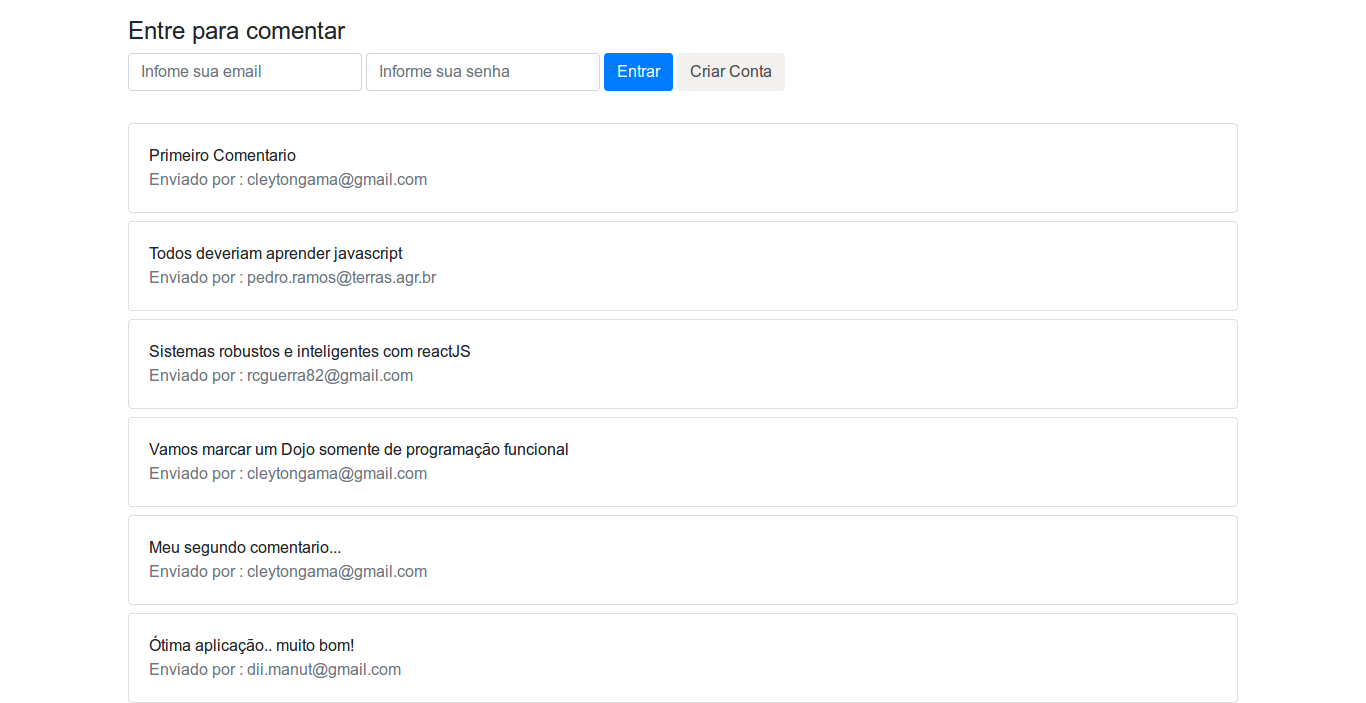 Entre para comentar
Infome sua email Informe sua senha Entrar Criar Conta
Primeiro Comentario
Enviado por : cleytongama@gmail.com
Todos deveriam aprender javascript
Enviado por : pedro.ramos@terras.agr.br
Sistemas robustos e inteligentes com reactJS
Enviado por : rcguerra82@gmail.com
Vamos marcar um Dojo somente de programação funcional
Enviado por : cleytongama@gmail.com
Meu segundo comentario...
Enviado por : cleytongama@gmail.com
Ótima aplicação.. muito bom!
Enviado por : dii.manut@gmail.com